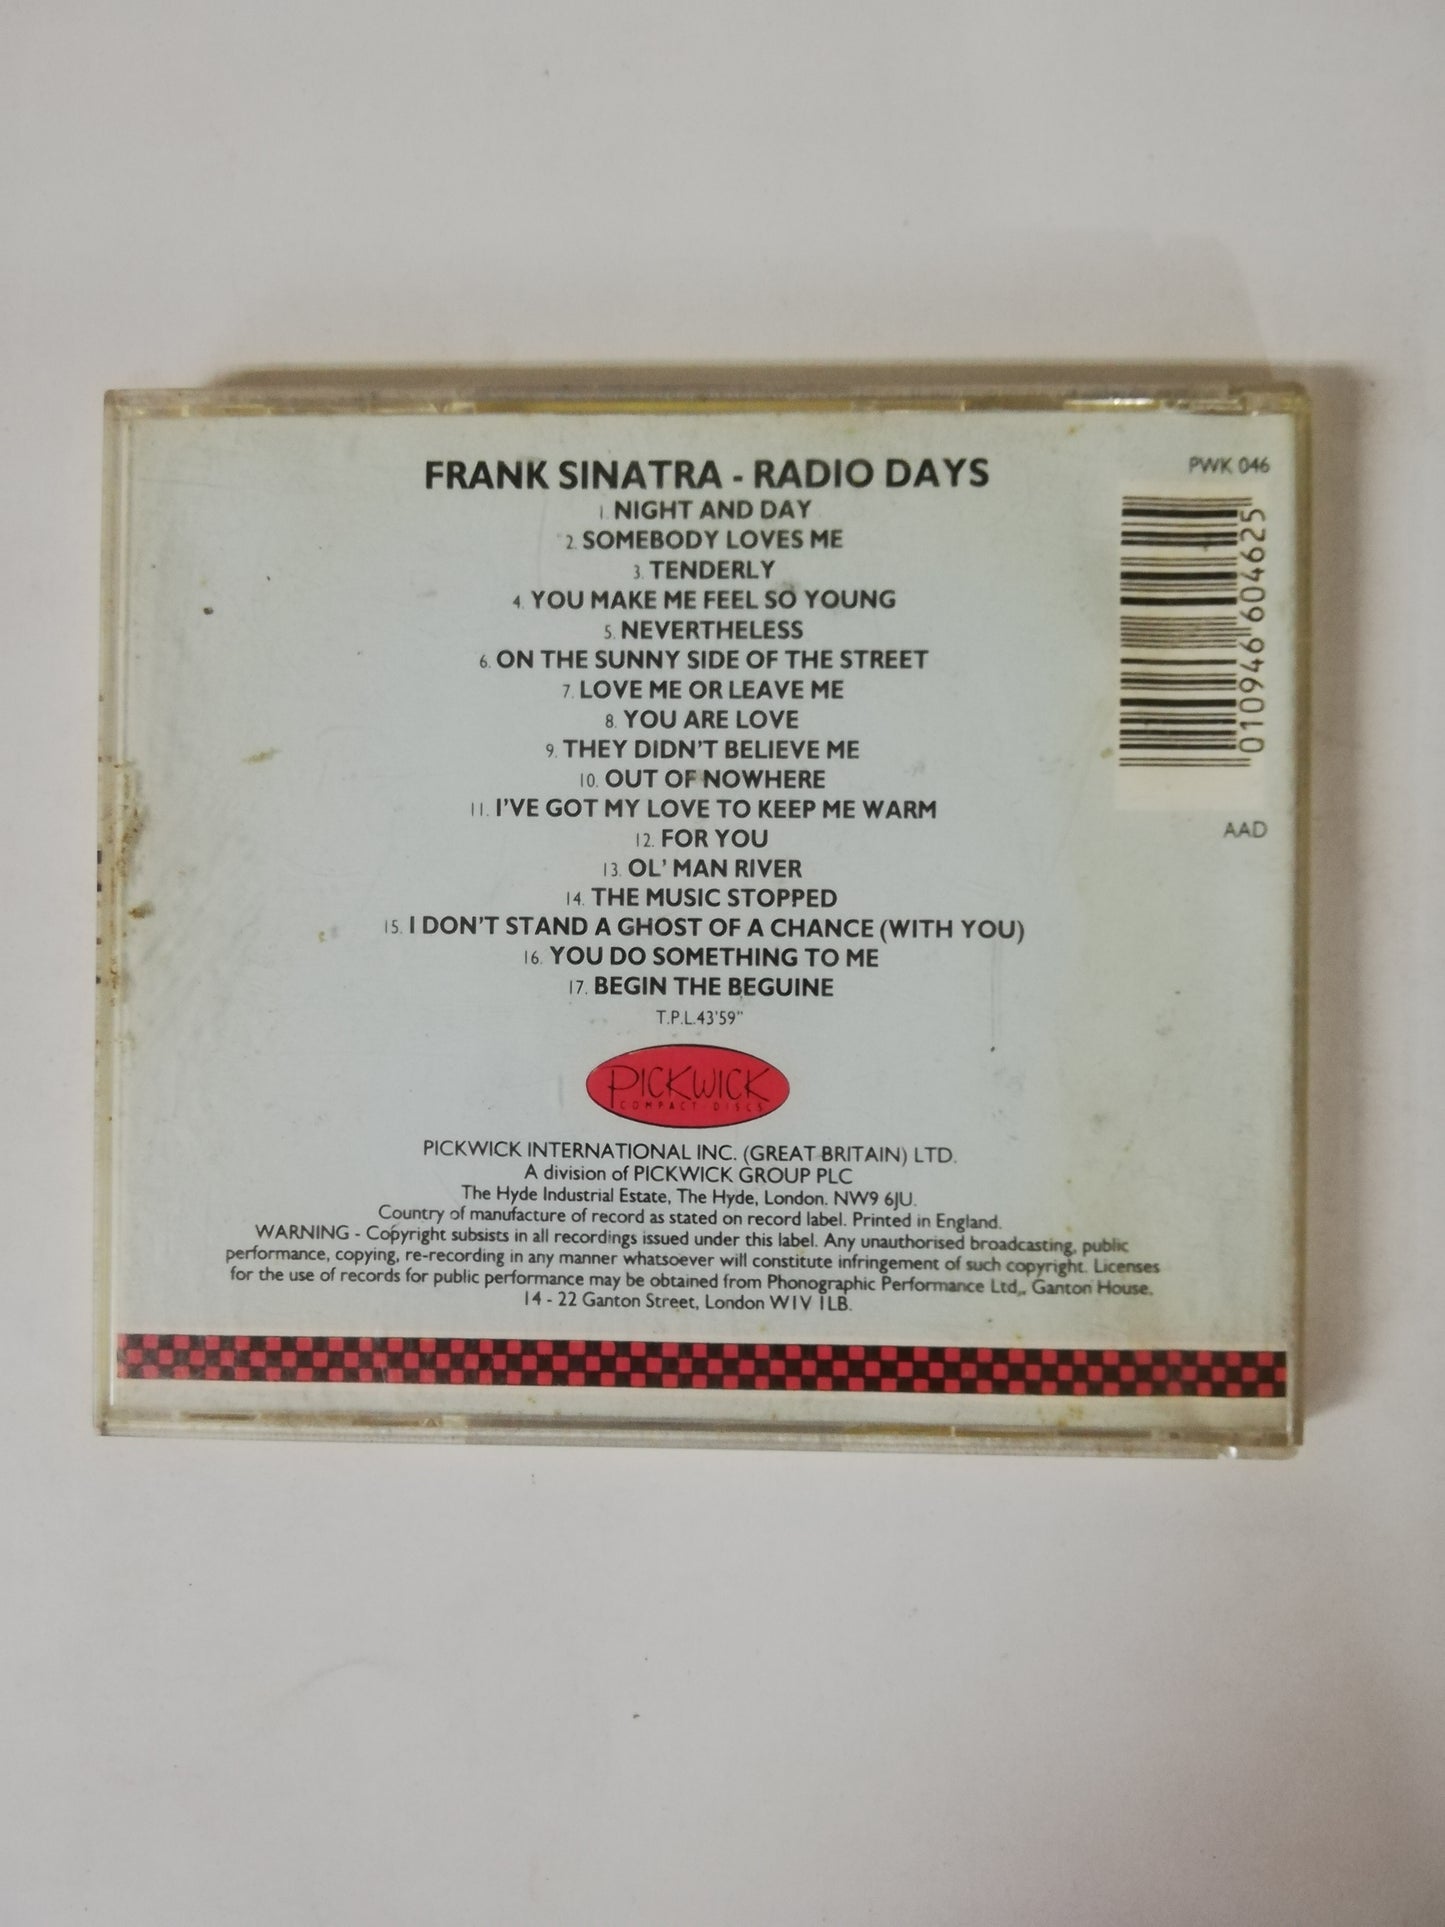 FRANK SINATRA - RADIO DAYS
1. NIGHT AND DAY
2. SOMEBODY LOVES ME
3. TENDERLY
4. YOU MAKE ME FEEL SO YOUNG
5. NEVERTHELESS
6. ON THE SUNNY SIDE OF THE STREET
7. LOVE ME OR LEAVE ME
8. YOU ARE LOVE
9. THEY DIDN'T BELIEVE ME
10. OUT OF NOWHERE
11. I'VE GOT MY LOVE TO KEEP ME WARM
12. FOR YOU
13. OL' MAN RIVER
14. THE MUSIC STOPPED
15. I DON'T STAND A GHOST OF A CHANCE (WITH YOU)
16. YOU DO SOMETHING TO ME
17. BEGIN THE BEGUINE
T.P.L.43'59"
PICKWICK
COMPACT·DISCS
PICKWICK INTERNATIONAL INC. (GREAT BRITAIN) LTD.
A division of PICKWICK GROUP PLC
The Hyde Industrial Estate, The Hyde, London. NW9 6JU.
Country of manufacture of record as stated on record label. Printed in England.
WARNING - Copyright subsists in all recordings issued under this label. Any unauthorised broadcasting, public
performance, copying, re-recording in any manner whatsoever will constitute infringement of such copyright. Licenses
for the use of records for public performance may be obtained from Phonographic Performance Ltd., Ganton House,
14 - 22 Ganton Street, London W1V 1LB.
PWK 046
010946 604625
AAD